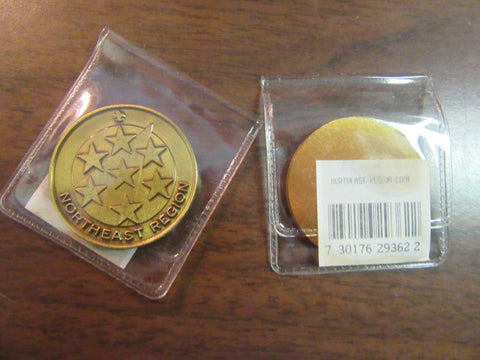 NORTHEAST REGION
NORTHEAST REGION COIN
7 30176 29362 2